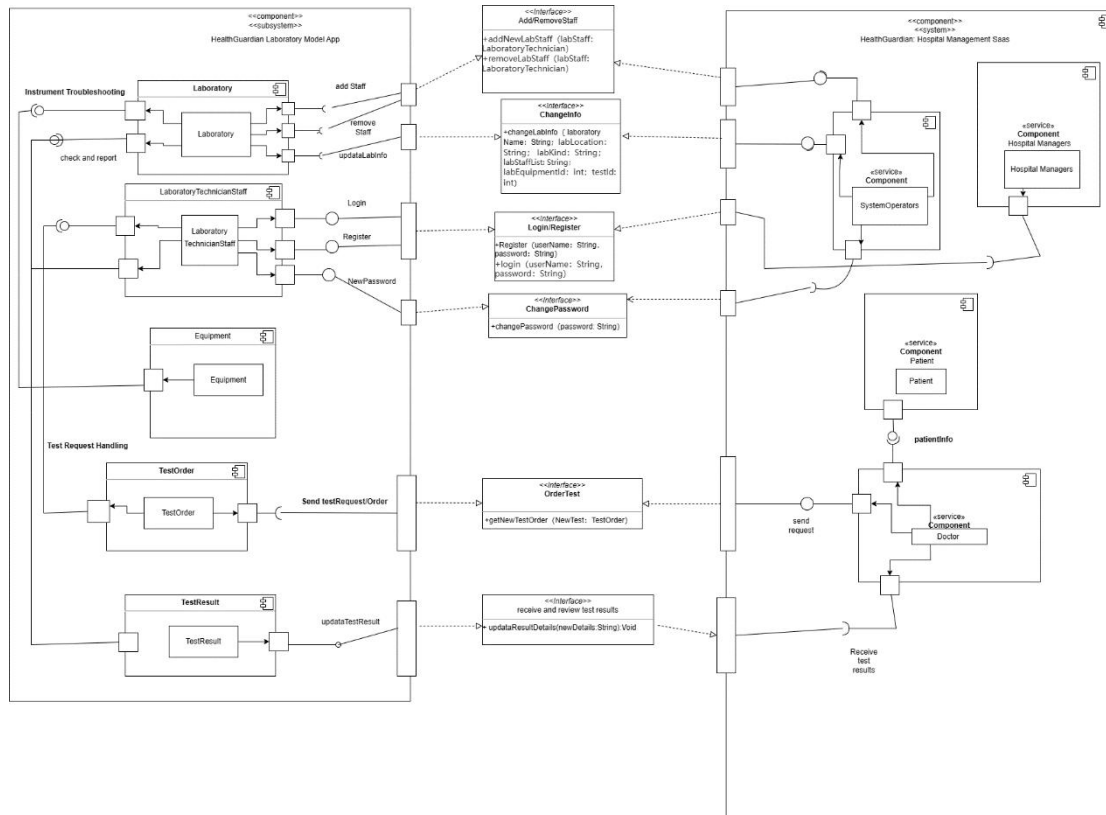 <<component>>
<<subsystem>>
HealthGuardian Laboratory Model App
Instrument Troubleshooting
Laboratory
Laboratory
add Staff
remove
Staff
updataLabInfo
check and report
LaboratoryTechnicianStaff
Laboratory
TechnicianStaff
Login
Register
NewPassword
Equipment
Equipment
Test Request Handling
TestOrder
TestOrder
Send testRequest/Order
TestResult
TestResult
updataTestResult
<<Interface>>
Add/RemoveStaff
+addNewLabStaff (labStaff:
LaboratoryTechnician)
+removeLabStaff (labStaff:
LaboratoryTechnician)
<<Interface>>
ChangeInfo
+changeLabInfo ( laboratory
Name: String; labLocation:
String; labKind: String;
labStaffList: String;
labEquipmentId: int; testId:
int)
<<Interface>>
Login/Register
+Register (userName: String,
password: String)
+login (userName: String,
password: String)
<<Interface>>
ChangePassword
+changePassword (password: String)
<<Interface>>
OrderTest
+getNewTestOrder (NewTest: TestOrder)
<<Interface>>
receive and review test results
+ updataResultDetails(newDetails:String):Void
<<component>>
<<system>>
HealthGuardian: Hospital Management Saas
«service»
Component
SystemOperators
«service»
Component
Hospital Managers
Hospital Managers
«service»
Component
Patient
Patient
patientInfo
«service»
Component
Doctor
send
request
Receive
test
results